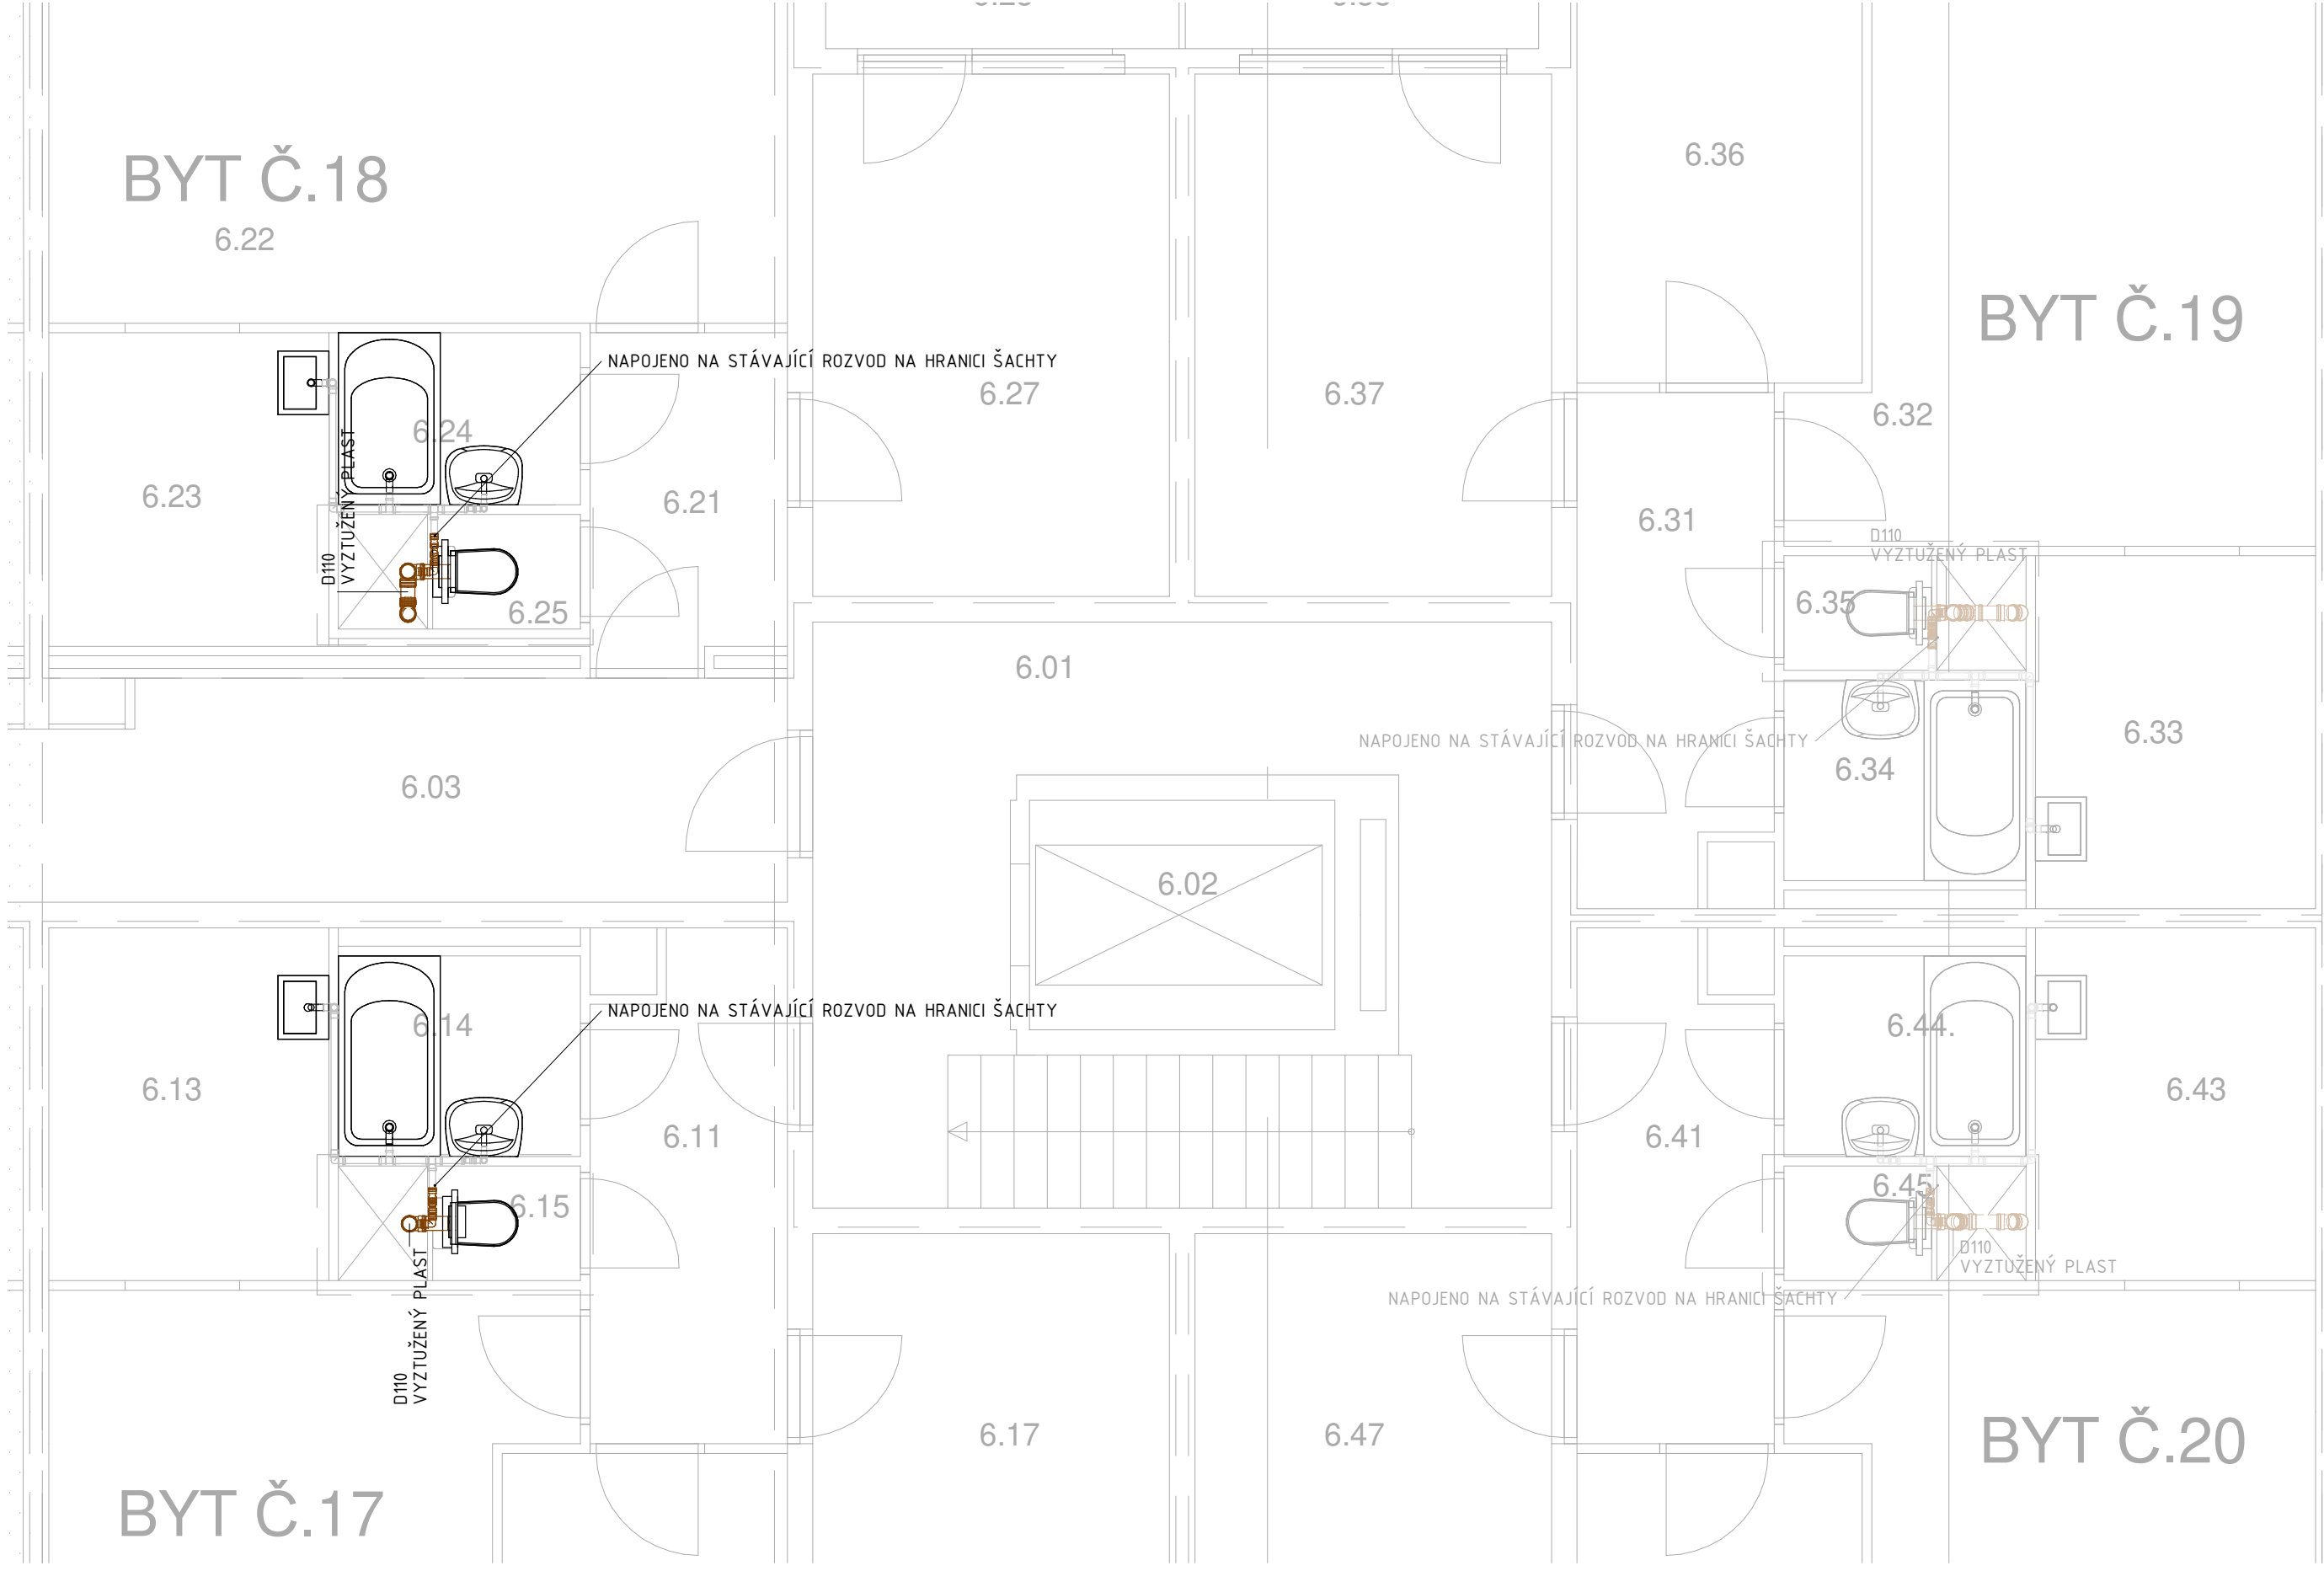 BYT Č.18
6.22
6.36
BYT Č.19
NAPOJENO NA STÁVAJÍCÍ ROZVOD NA HRANICI ŠACHTY
6.27
6.37
6.32
6.24
6.23
6.21
6.31
D110
VYZTUŽENÝ PLAST
D110
VYZTUŽENÝ PLAST
6.25
6.35
6.01
NAPOJENO NA STÁVAJÍCÍ ROZVOD NA HRANICI ŠACHTY
6.33
6.34
6.03
6.02
NAPOJENO NA STÁVAJÍCÍ ROZVOD NA HRANICI ŠACHTY
6.14
6.44.
6.13
6.43
6.11
6.41
6.15
6.45
D110
VYZTUŽENÝ PLAST
D110
VYZTUŽENÝ PLAST
NAPOJENO NA STÁVAJÍCÍ ROZVOD NA HRANICI ŠACHTY
6.17
6.47
BYT Č.20
BYT Č.17